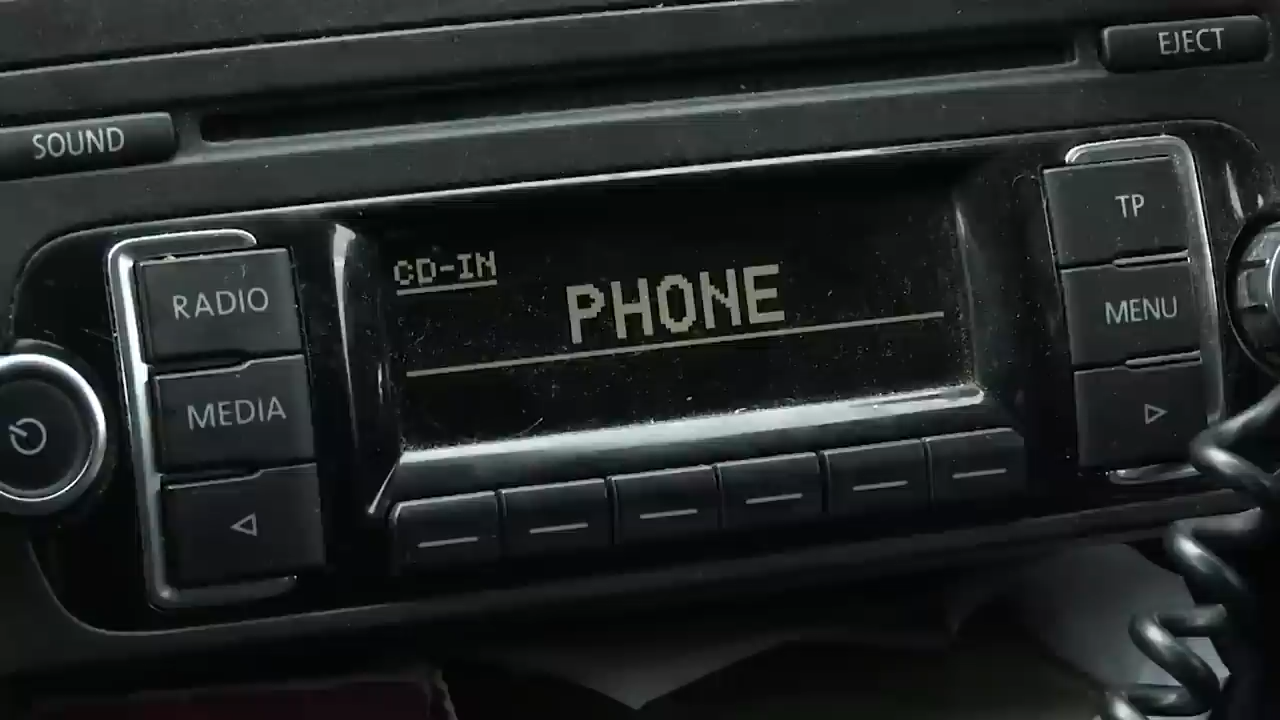 EJECT
SOUND
TP
RADIO
CD-IN
PHONE
MENU
MEDIA